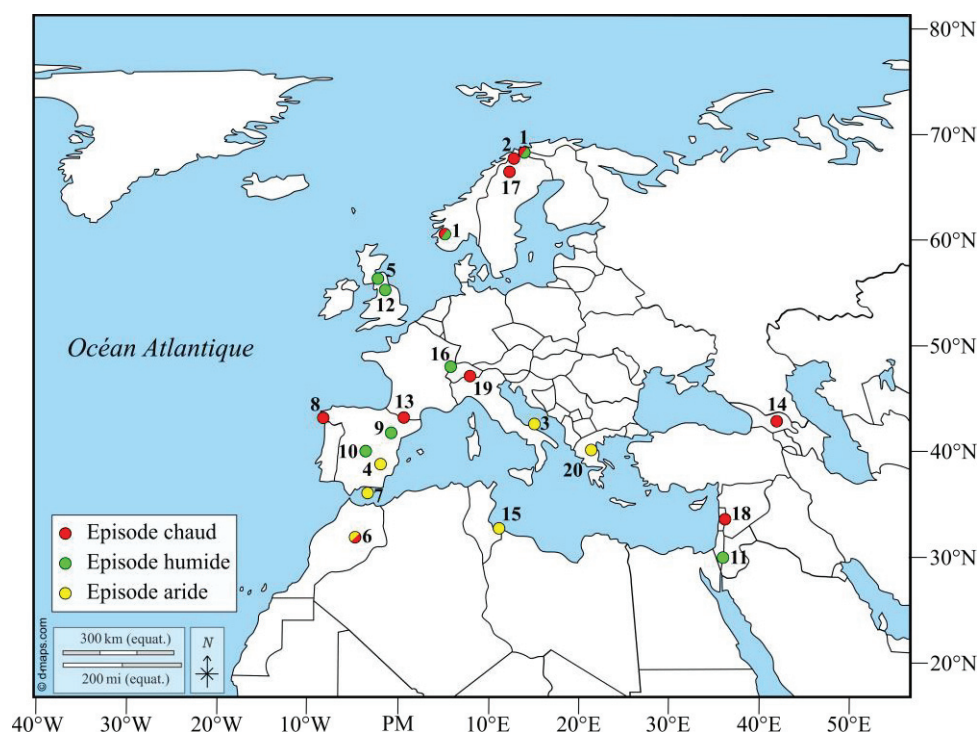 80°N
70°N
2 1
17
1
60°N
5
12
Océan Atlantique
50°N
16
19
8 13
14
9 3
10
40°N
4 20
7
15
18
6
11
30°N
Episode chaud
Episode humide
Episode aride
300 km (equat.)
200 mi (equat.)
N
20°N
© d-maps.com
40°W 30°W 20°W 10°W PM 10°E 20°E 30°E 40°E 50°E